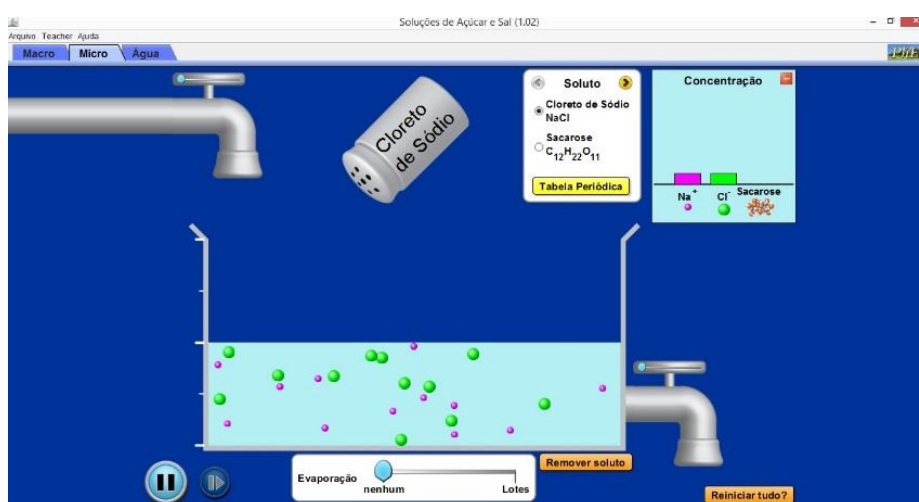 Soluções de Açúcar e Sal (1.02)
Arquivo Teacher Ajuda
Macro Micro Água
PhET
Cloreto
de Sódio
Soluto
Cloreto de Sódio
NaCl
Sacarose
C₁₂H₂₂O₁₁
Tabela Periódica
Concentração
Na⁺ Cl⁻ Sacarose
Evaporação
nenhum Lotes
Remover soluto
Reiniciar tudo?